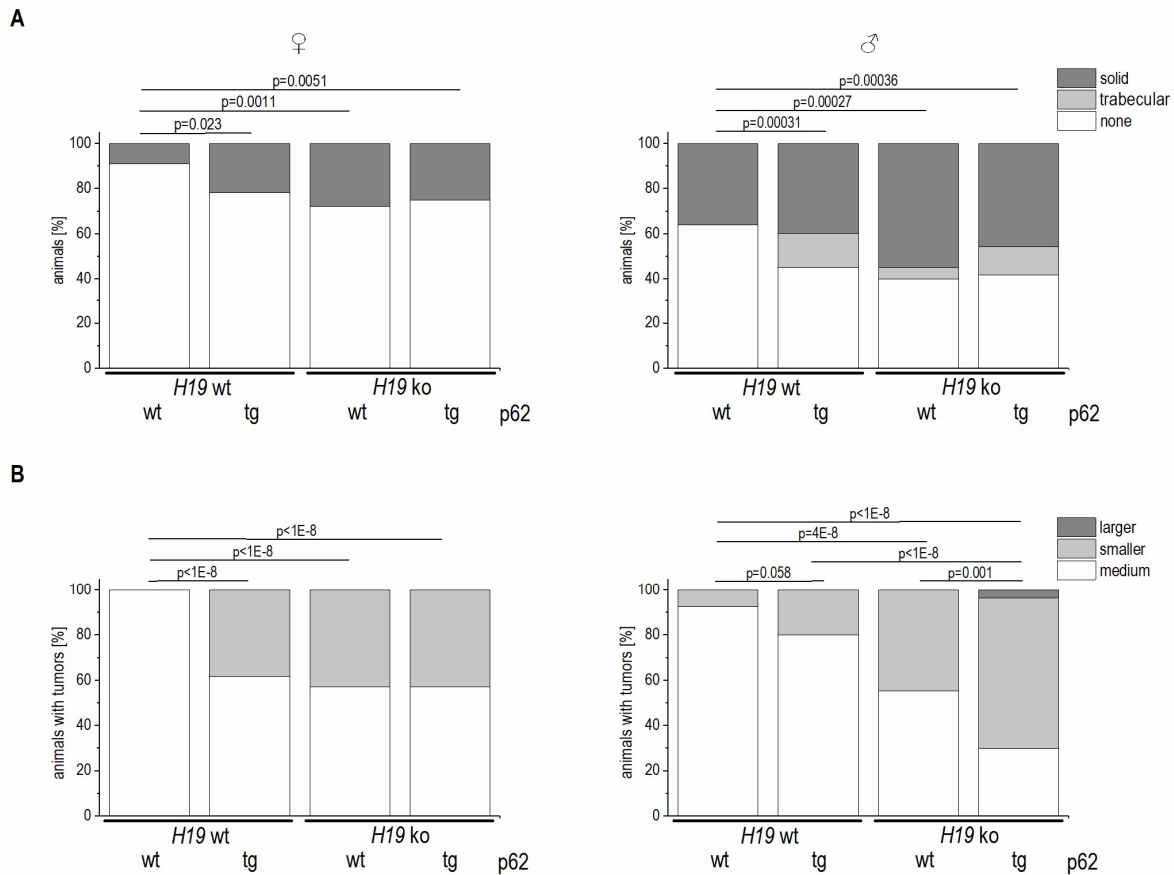 A
♀
♂
p=0.0051
p=0.0011
p=0.023
p=0.00036
p=0.00027
p=0.00031
solid
trabecular
none
animals [%]
100
80
60
40
20
0
H19 wt
H19 ko
wt
tg
wt
tg
p62
animals [%]
100
80
60
40
20
0
H19 wt
H19 ko
wt
tg
wt
tg
p62
B
p<1E-8
p<1E-8
p<1E-8
p<1E-8
p=4E-8
p<1E-8
p=0.058
p=0.001
larger
smaller
medium
animals with tumors [%]
100
80
60
40
20
0
H19 wt
H19 ko
wt
tg
wt
tg
p62
animals with tumors [%]
100
80
60
40
20
0
H19 wt
H19 ko
wt
tg
wt
tg
p62